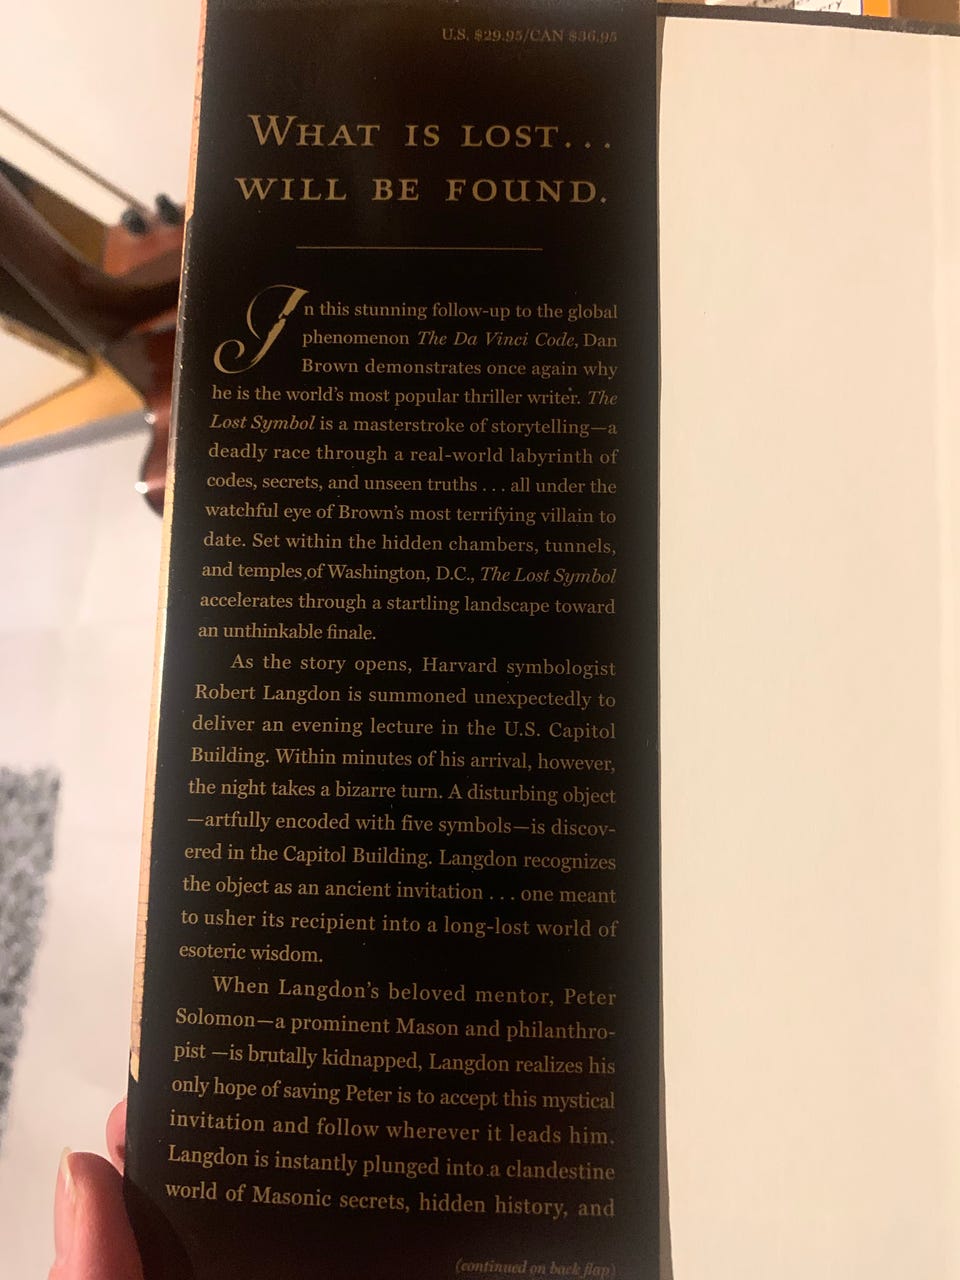 U.S. $29.95/CAN $36.95
WHAT IS LOST...
WILL BE FOUND.
In this stunning follow-up to the global
phenomenon The Da Vinci Code, Dan
Brown demonstrates once again why
he is the world's most popular thriller writer. The
Lost Symbol is a masterstroke of storytelling—a
deadly race through a real-world labyrinth of
codes, secrets, and unseen truths . . . all under the
watchful eye of Brown's most terrifying villain to
date. Set within the hidden chambers, tunnels,
and temples of Washington, D.C., The Lost Symbol
accelerates through a startling landscape toward
an unthinkable finale.
As the story opens, Harvard symbologist
Robert Langdon is summoned unexpectedly to
deliver an evening lecture in the U.S. Capitol
Building. Within minutes of his arrival, however,
the night takes a bizarre turn. A disturbing object
—artfully encoded with five symbols—is discov-
ered in the Capitol Building. Langdon recognizes
the object as an ancient invitation . . . one meant
to usher its recipient into a long-lost world of
esoteric wisdom.
When Langdon's beloved mentor, Peter
Solomon—a prominent Mason and philanthro-
pist —is brutally kidnapped, Langdon realizes his
only hope of saving Peter is to accept this mystical
invitation and follow wherever it leads him.
Langdon is instantly plunged into a clandestine
world of Masonic secrets, hidden history, and
(continued on back flap)